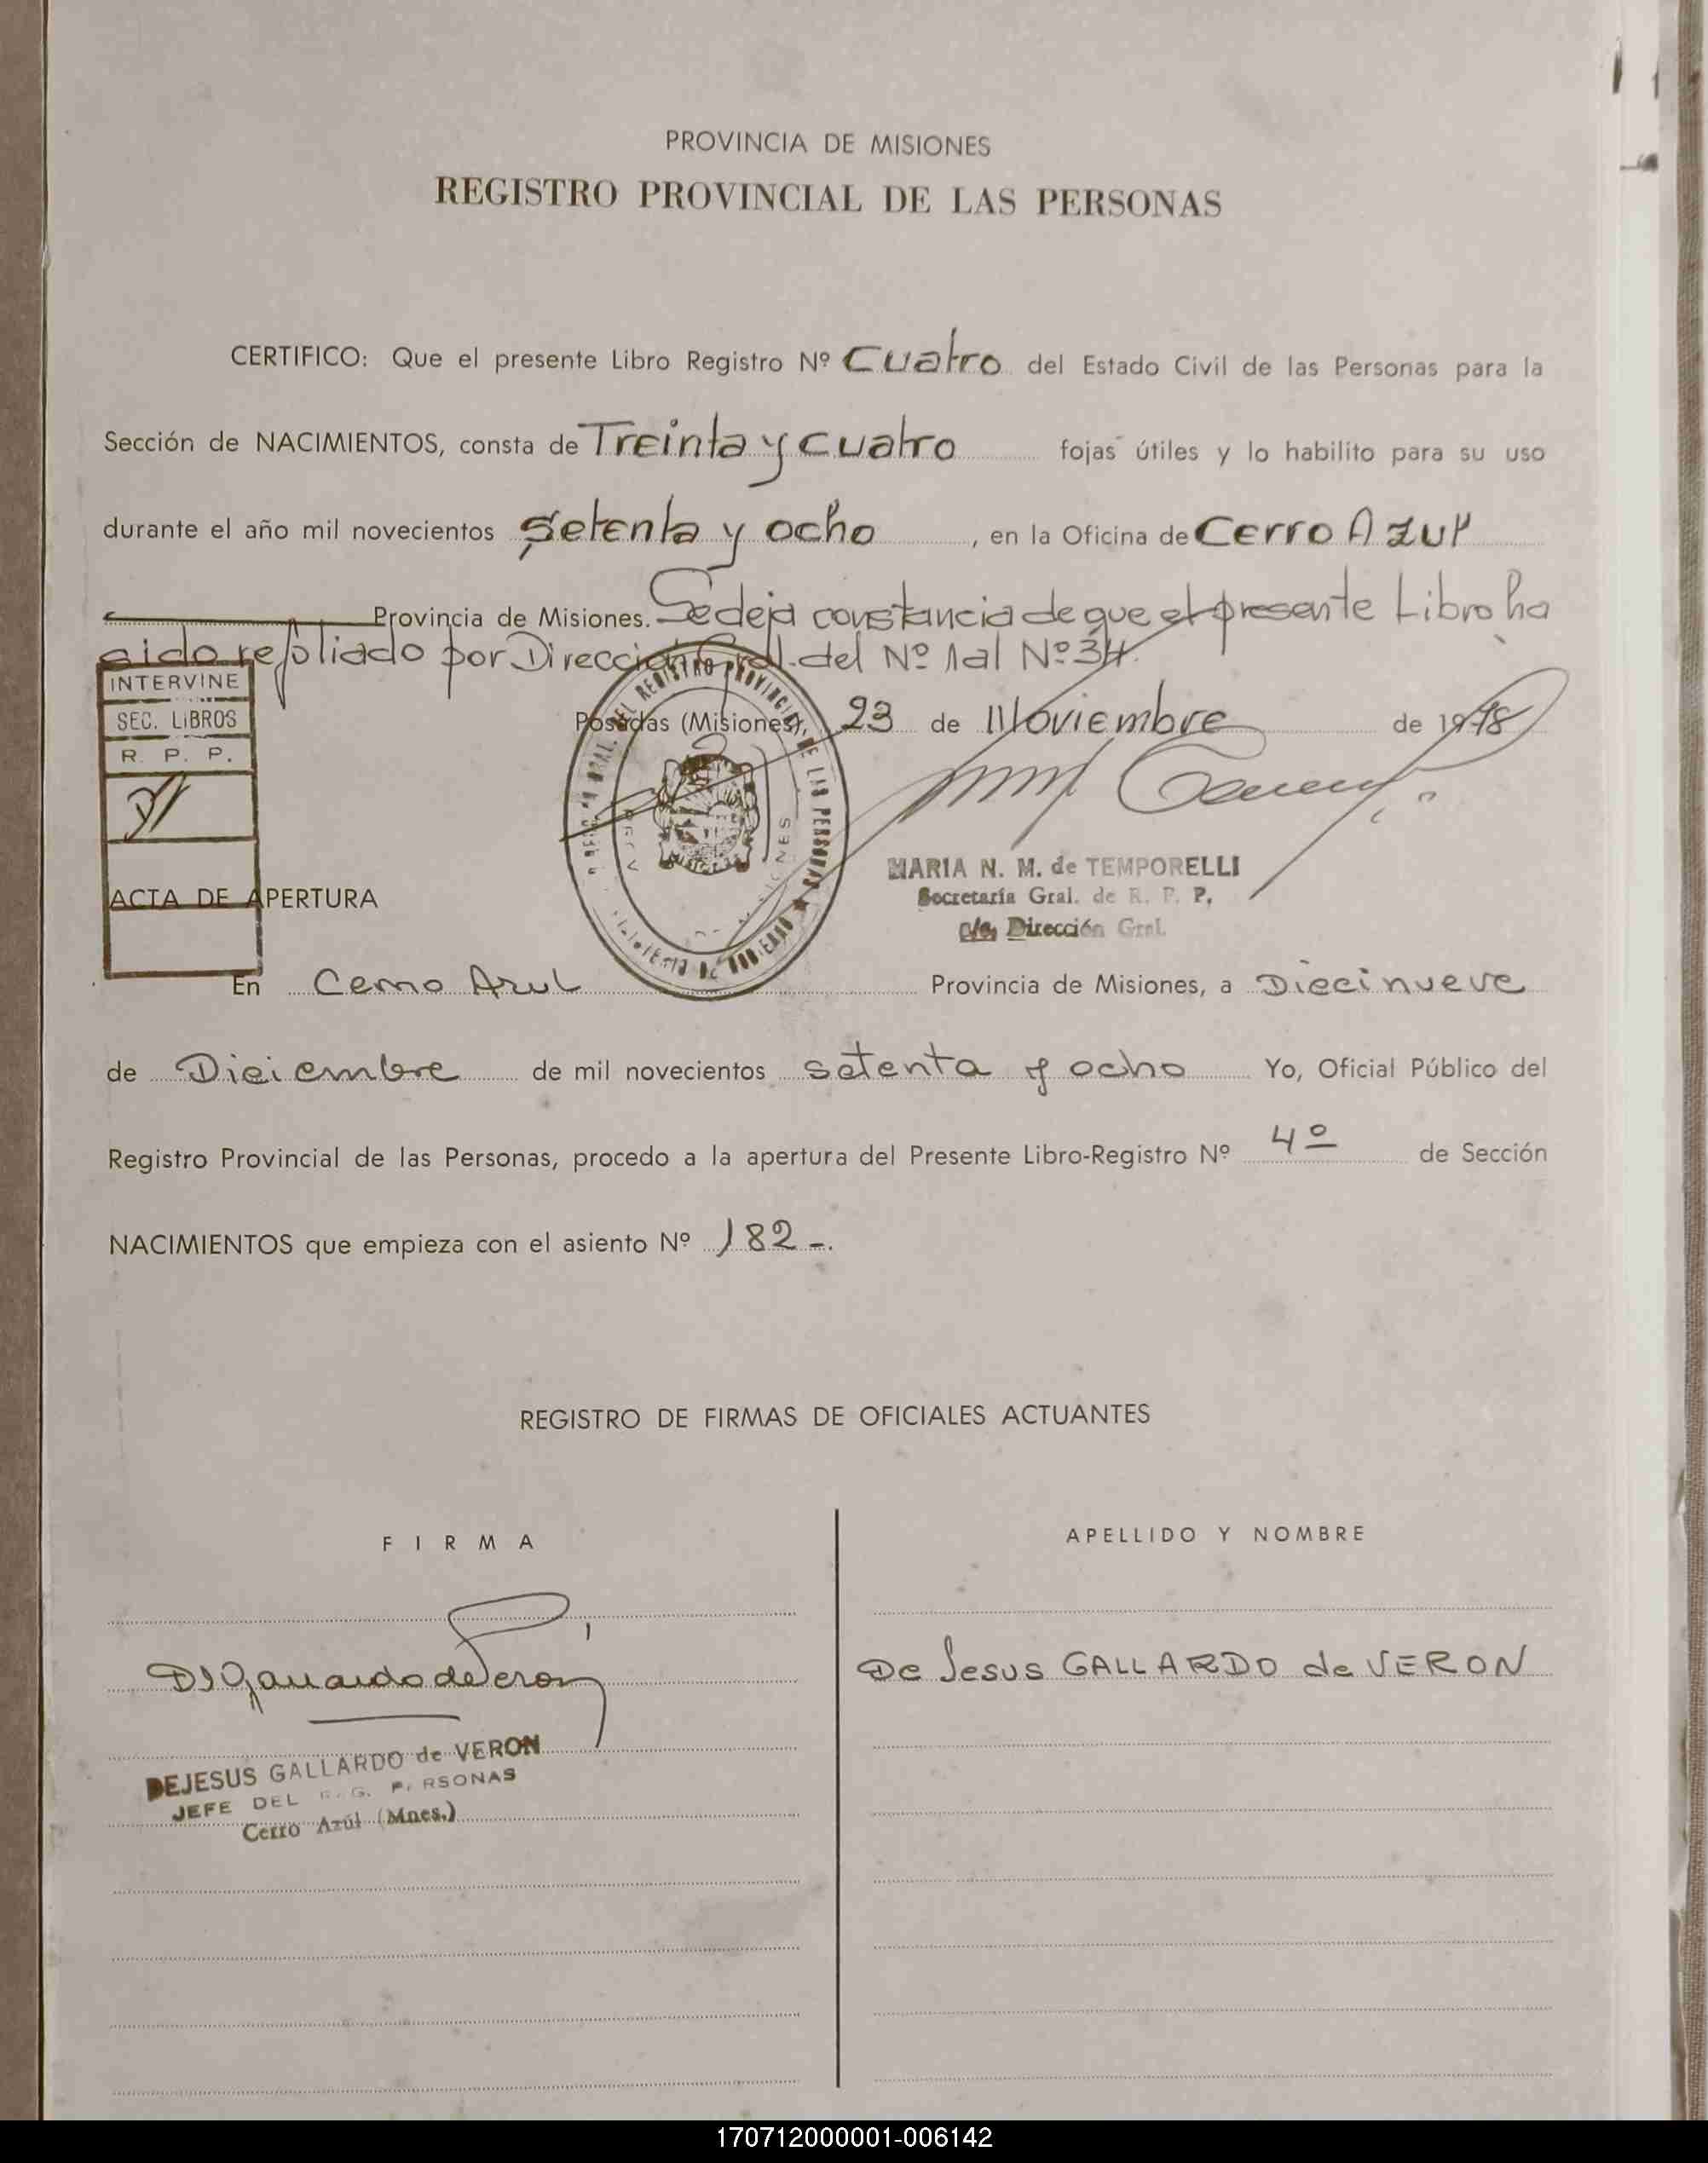 PROVINCIA DE MISIONES
REGISTRO PROVINCIAL DE LAS PERSONAS
CERTIFICO: Que el presente Libro Registro Nº Cuatro del Estado Civil de las Personas para la
Sección de NACIMIENTOS, consta de Treinta y cuatro fojas útiles y lo habilito para su uso
durante el año mil novecientos setenta y ocho, en la Oficina de Cerro Azul
Provincia de Misiones. Se deja constancia de que el presente Libro ha
sido refoliado por Dirección Gral. del Nº 1 al Nº 34.
INTERVINE
SEC. LIBROS
R. P. P.
Posadas (Misiones), 23 de Noviembre de 1978
MARIA N. M. de TEMPORELLI
Secretaría Gral. de R. P. P.
Dirección Gral.
ACTA DE APERTURA
En Cerro Azul Provincia de Misiones, a Diecinueve
de Diciembre de mil novecientos setenta y ocho Yo, Oficial Público del
Registro Provincial de las Personas, procedo a la apertura del Presente Libro-Registro Nº 4º de Sección
NACIMIENTOS que empieza con el asiento Nº 182-.
REGISTRO DE FIRMAS DE OFICIALES ACTUANTES
FIRMA
APELLIDO Y NOMBRE
DJGallardo de Veron
De Jesus GALLARDO de VERON
DEJESUS GALLARDO de VERON
JEFE DEL PERSONAS
Cerro Azúl (Mnes.)
170712000001-006142